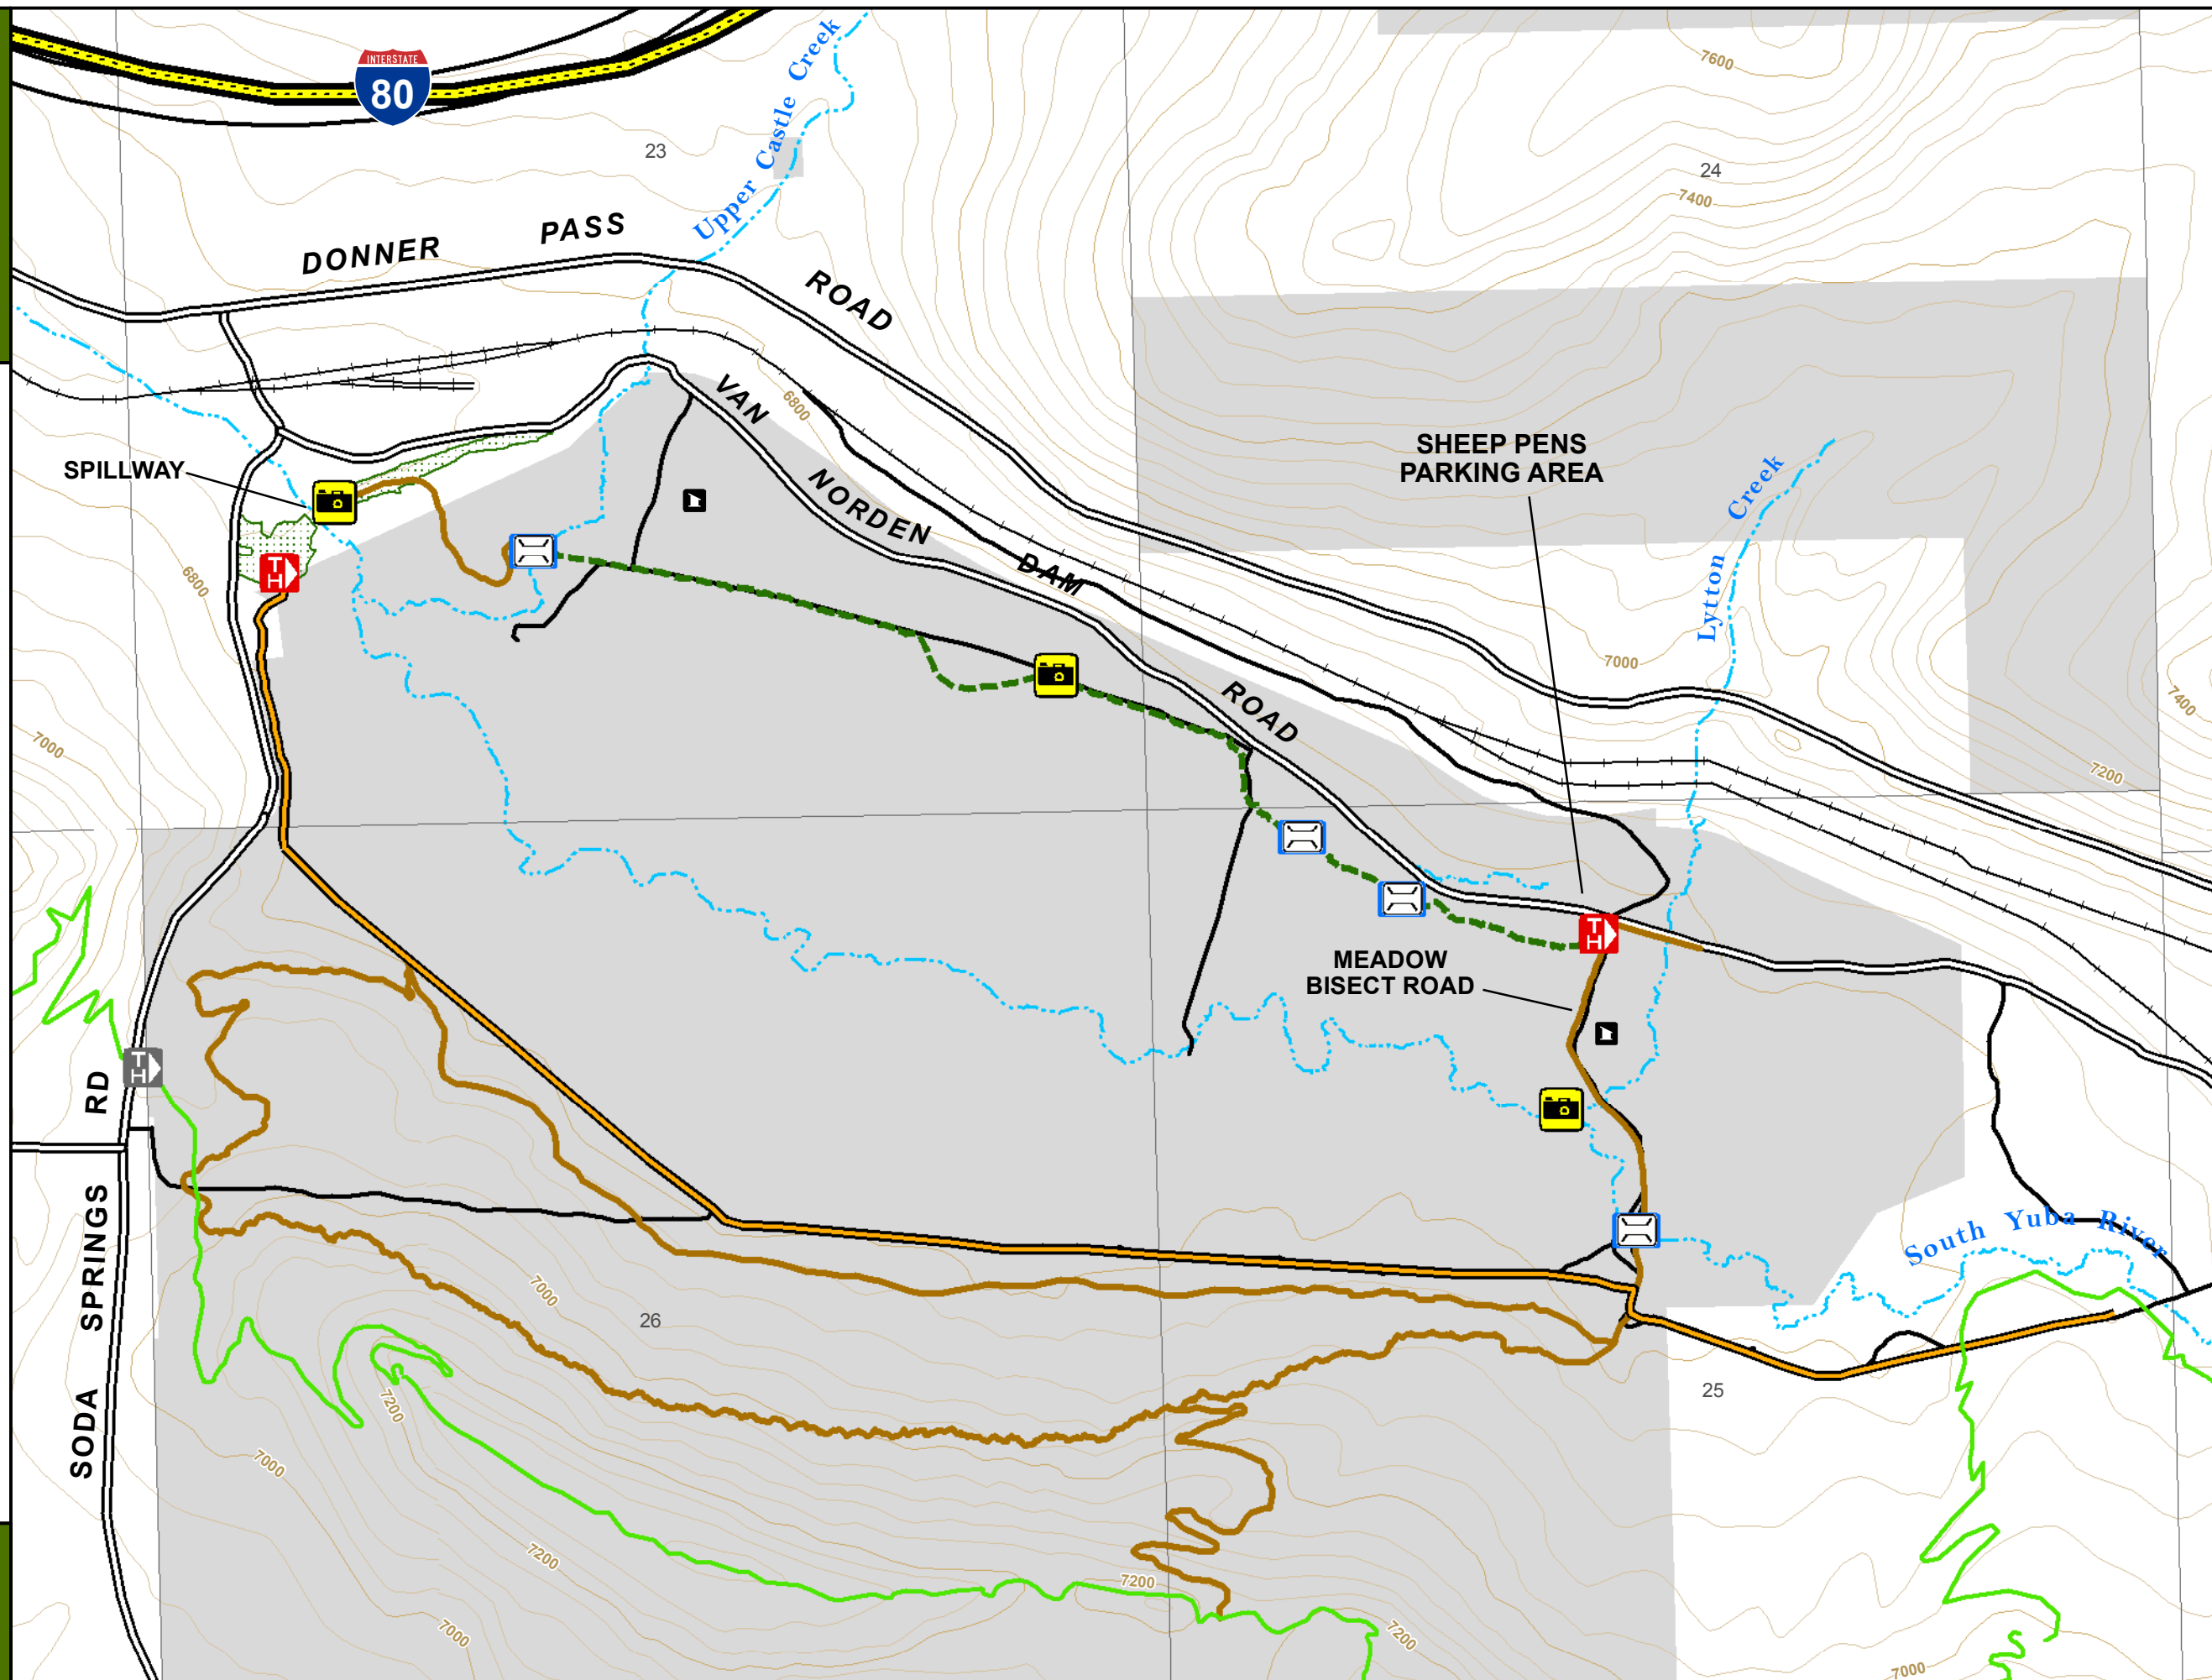 INTERSTATE
80
Upper Castle Creek
7600
23
24
7400
DONNER PASS ROAD
VAN NORDEN DAM ROAD
6800
SHEEP PENS
PARKING AREA
SPILLWAY
Lytton Creek
T
H
6800
7000
7400
7000
7200
T
H
MEADOW
BISECT ROAD
T
H
SODA SPRINGS RD
South Yuba River
7000
26
25
7200
7000
7200
7200
7000
7200
7000